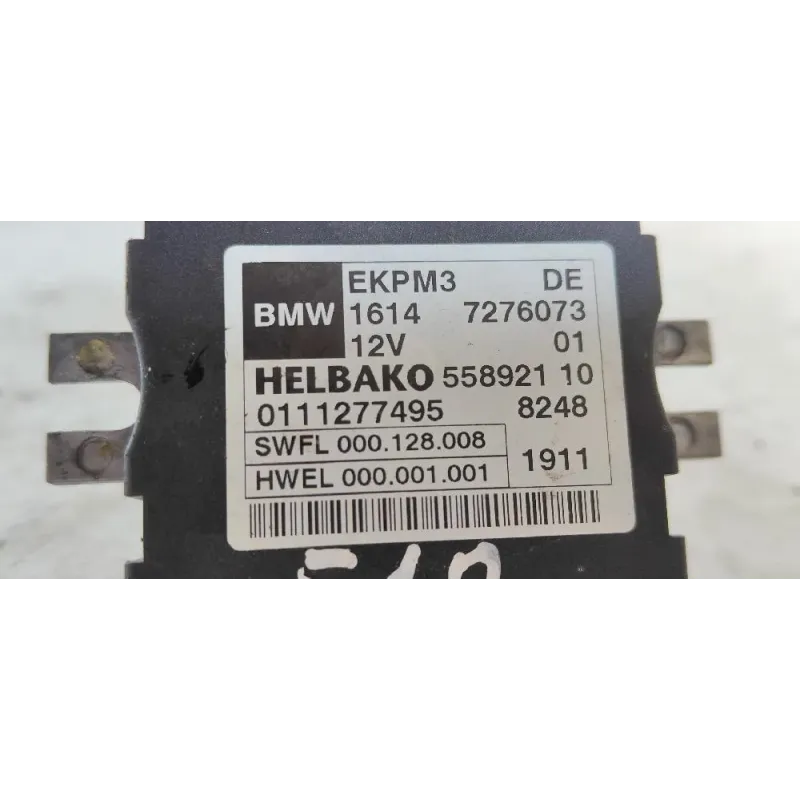 EKPM3 DE
BMW 1614 7276073
12V 01
HELBAKO 558921 10
0111277495 8248
SWFL 000.128.008
HWEL 000.001.001 1911